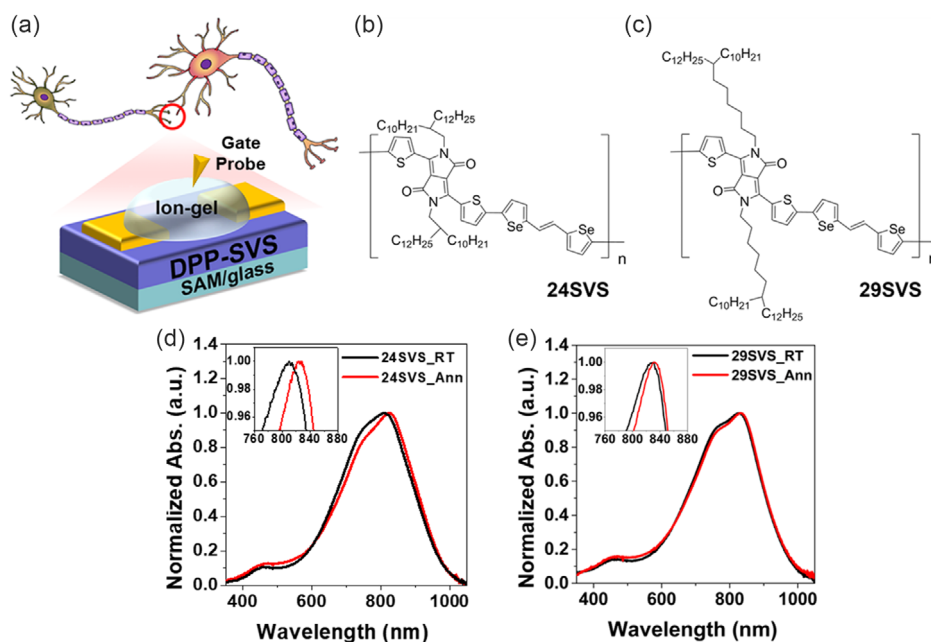 (a)
Gate
Probe
Ion-gel
DPP-SVS
SAM/glass
(b)
C12H25
C10H21
N
S
O
O
N
S
Se
Se
C12H25
C10H21
n
24SVS
(c)
C12H25
C10H21
N
S
O
O
N
S
Se
Se
C10H21
C12H25
n
29SVS
(d)
Normalized Abs. (a.u.)
1.4
1.2
1.0
0.8
0.6
0.4
0.2
0.0
1.00
0.98
0.96
760 800 840 880
24SVS_RT
24SVS_Ann
400 600 800 1000
Wavelength (nm)
(e)
Normalized Abs. (a.u.)
1.4
1.2
1.0
0.8
0.6
0.4
0.2
0.0
1.00
0.98
0.96
760 800 840 880
29SVS_RT
29SVS_Ann
400 600 800 1000
Wavelength (nm)